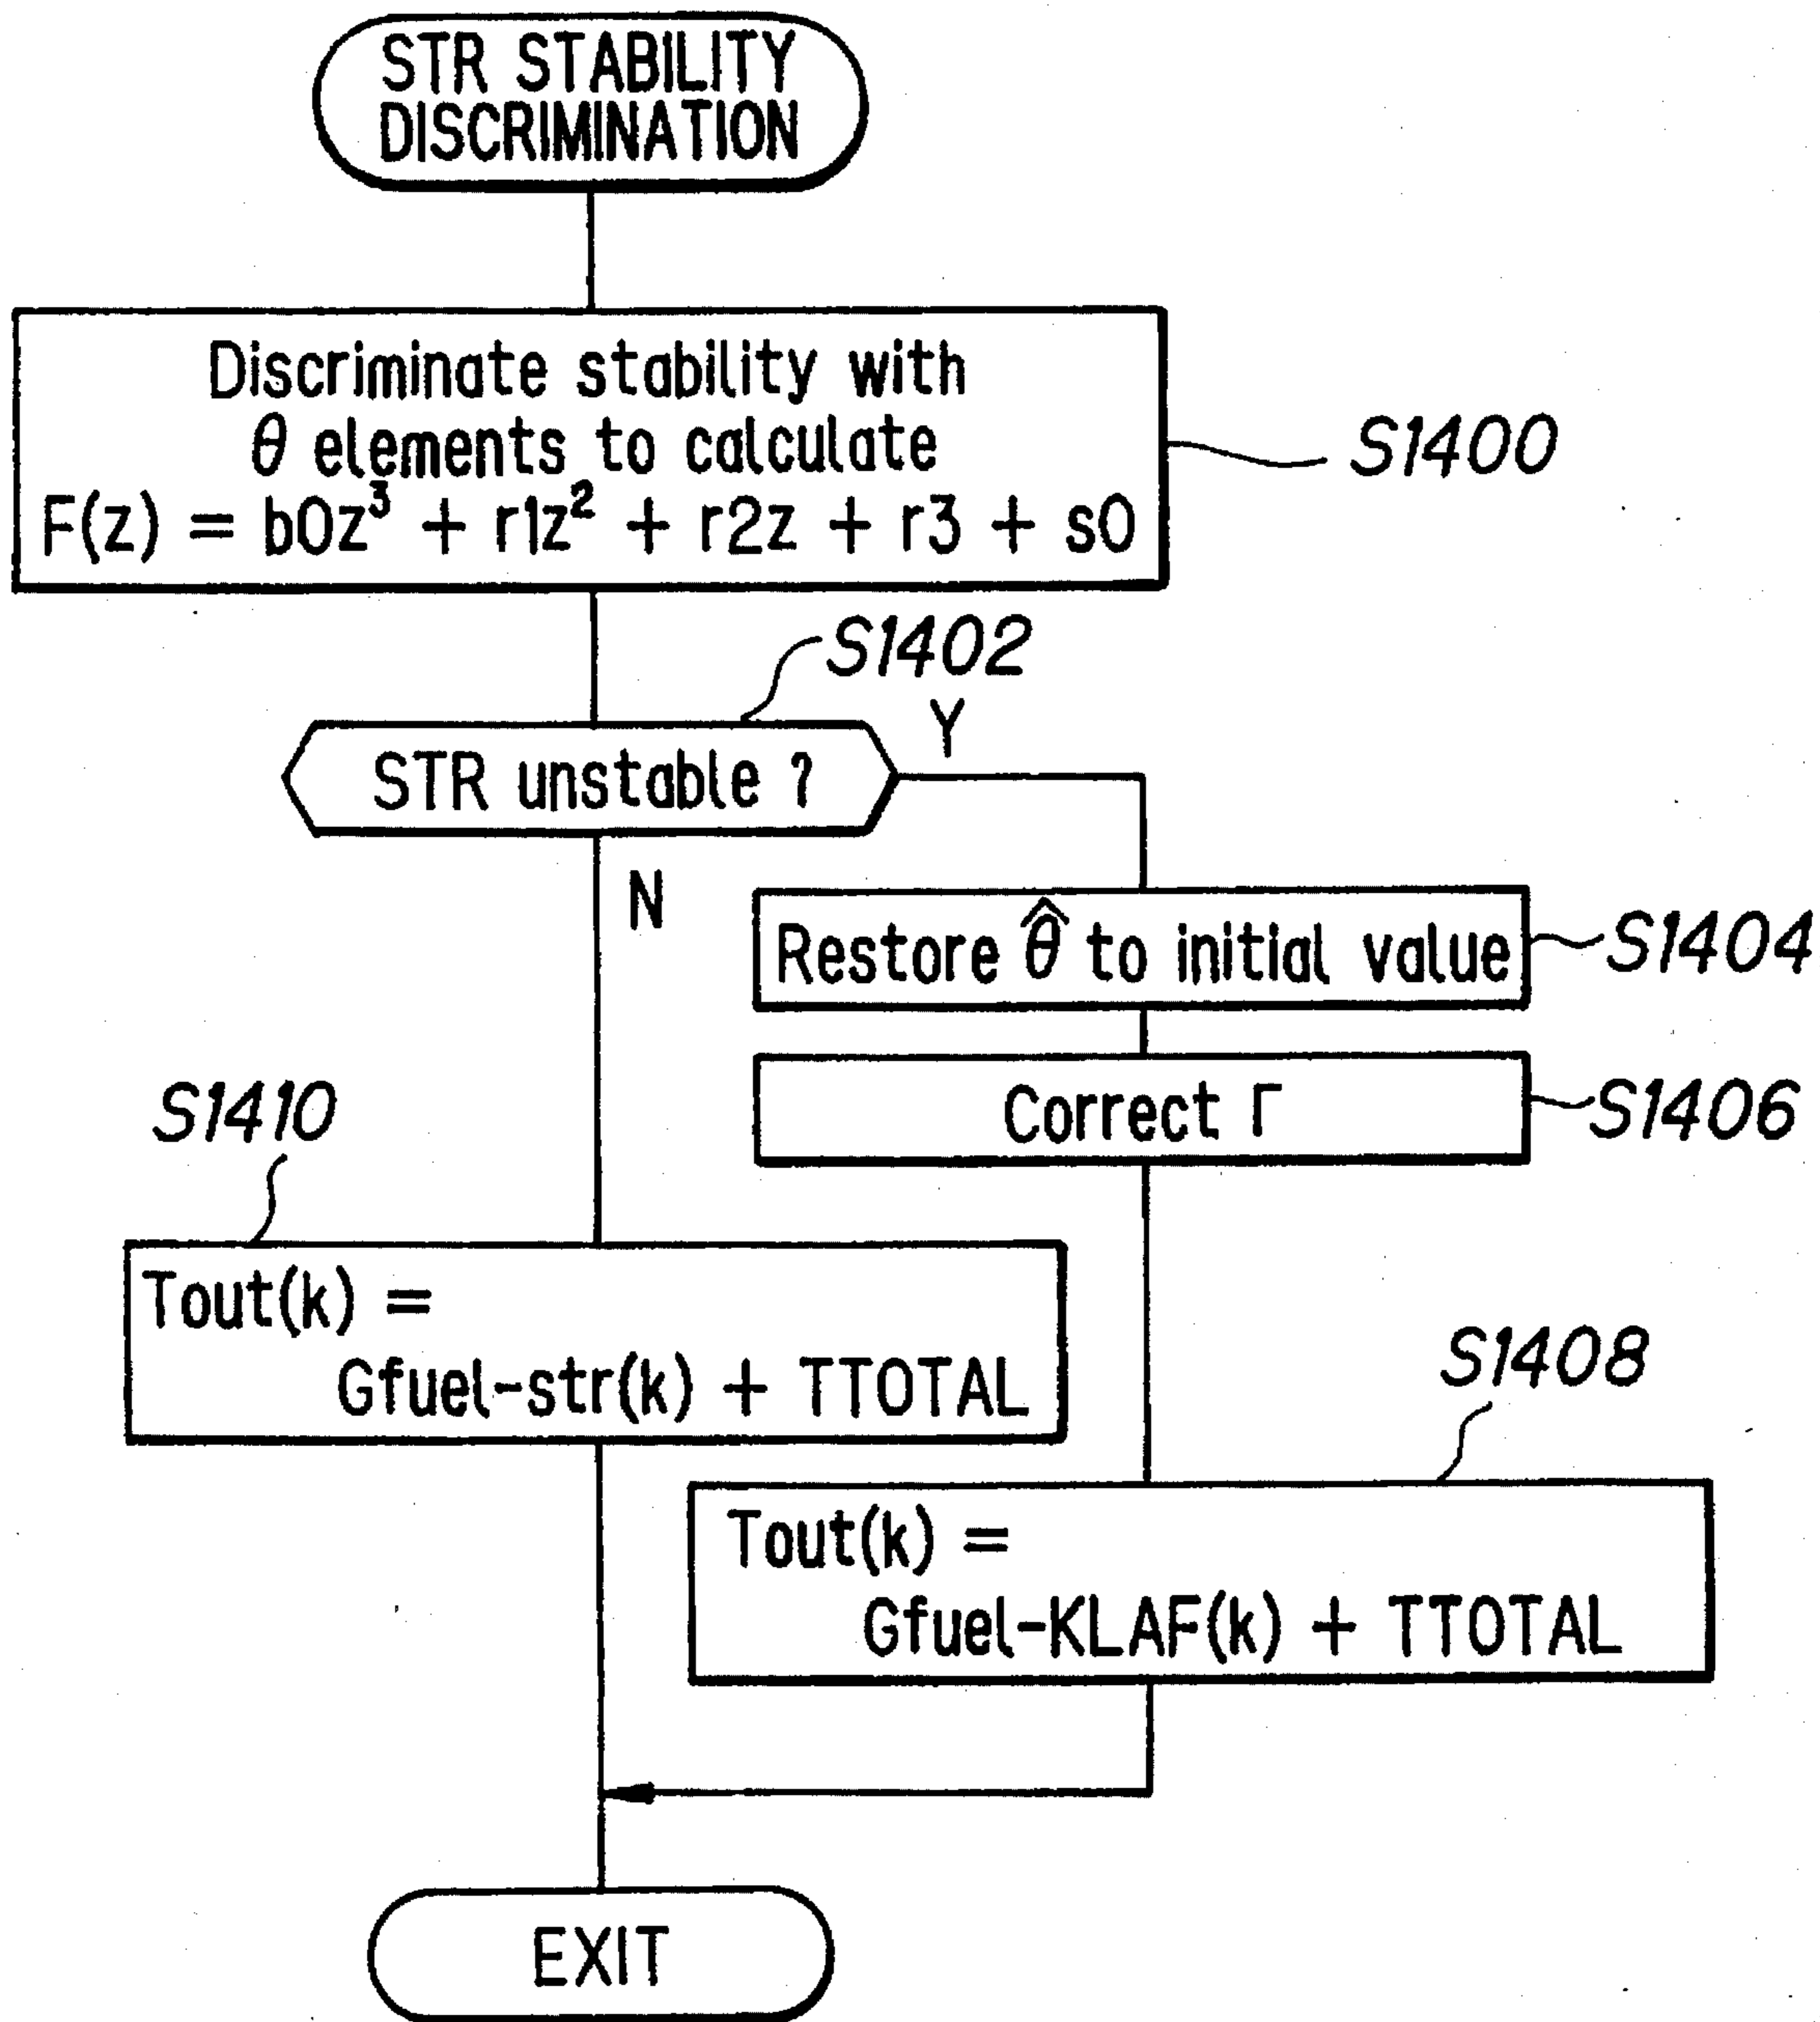 STR STABILITY
DISCRIMINATION
Discriminate stability with
θ elements to calculate
F(z) = b0z³ + r1z² + r2z + r3 + s0
S1400
S1402
STR unstable ?
Y
N
Restore θ̂ to initial value
S1404
Correct Γ
S1406
S1410
Tout(k) =
Gfuel-str(k) + TTOTAL
S1408
Tout(k) =
Gfuel-KLAF(k) + TTOTAL
EXIT